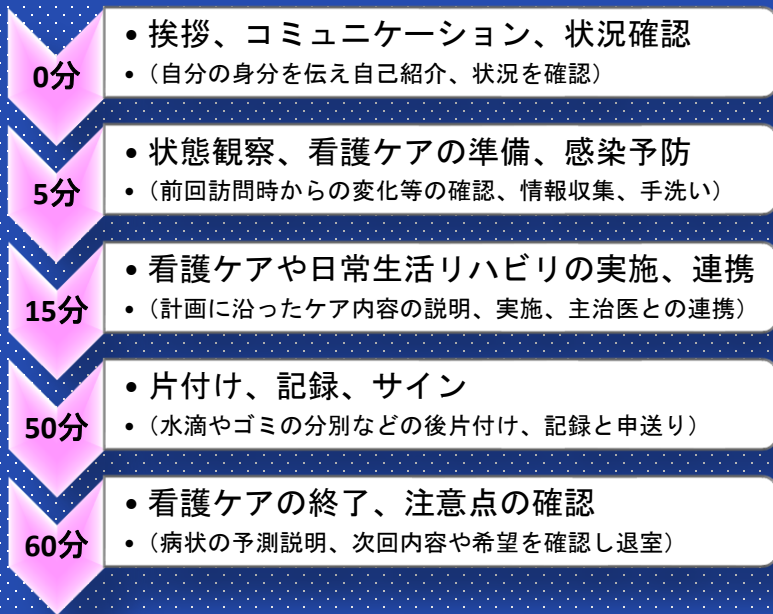 0分
• 挨拶、コミュニケーション、状況確認
• （自分の身分を伝え自己紹介、状況を確認）
5分
• 状態観察、看護ケアの準備、感染予防
• （前回訪問時からの変化等の確認、情報収集、手洗い）
15分
• 看護ケアや日常生活リハビリの実施、連携
• （計画に沿ったケア内容の説明、実施、主治医との連携）
50分
• 片付け、記録、サイン
• （水滴やゴミの分別などの後片付け、記録と申送り）
60分
• 看護ケアの終了、注意点の確認
• （病状の予測説明、次回内容や希望を確認し退室）